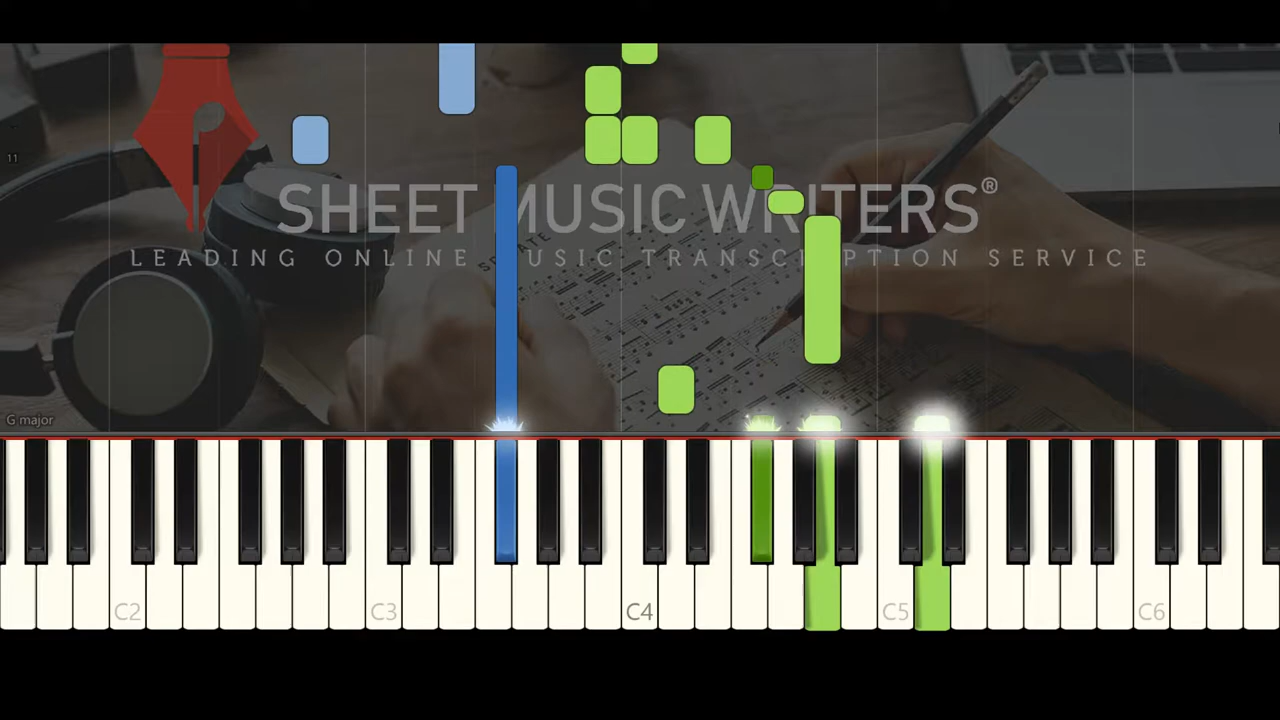 11
SHEET MUSIC WRITERS®
LEADING ONLINE MUSIC TRANSCRIPTION SERVICE
G major
C2 C3 C4 C5 C6